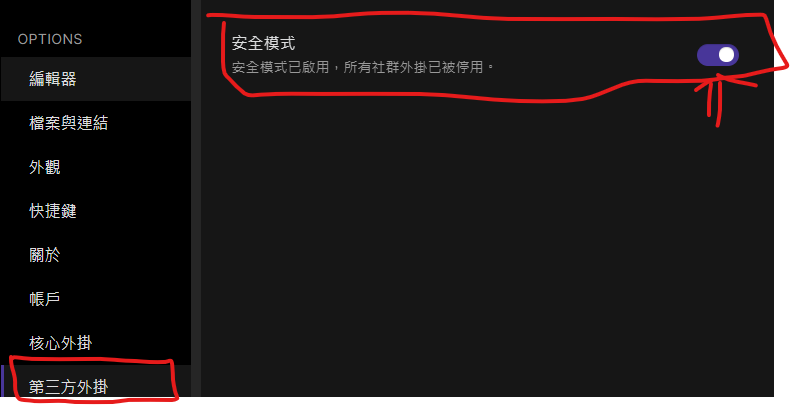 OPTIONS
編輯器
檔案與連結
外觀
快捷鍵
關於
帳戶
核心外掛
第三方外掛
安全模式
安全模式已啟用，所有社群外掛已被停用。